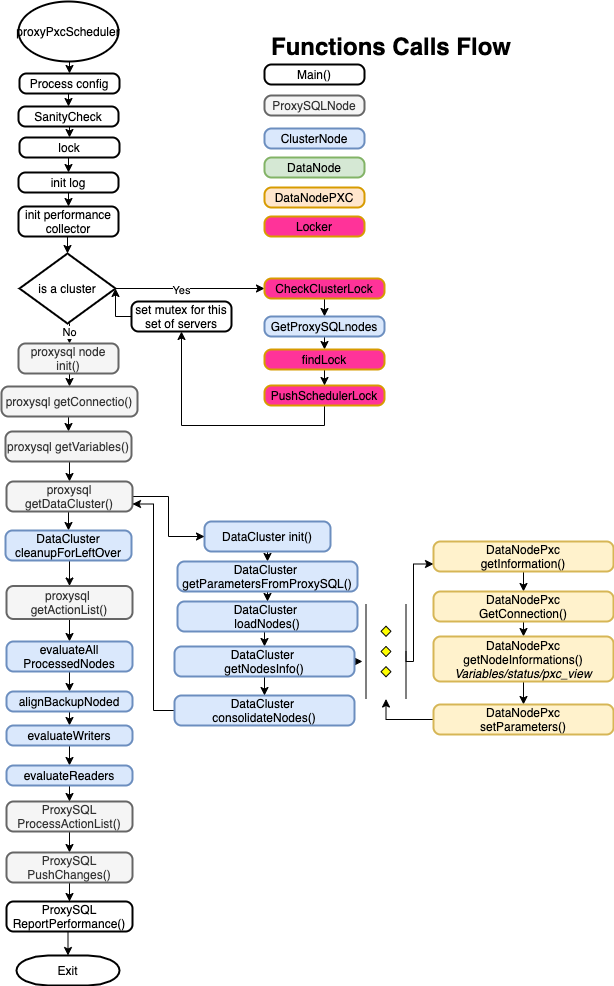 proxyPxcScheduler
Functions Calls Flow
Main()
ProxySQLNode
ClusterNode
DataNode
DataNodePXC
Locker
Process config
SanityCheck
lock
init log
init performance
collector
is a cluster
Yes
No
CheckClusterLock
GetProxySQLnodes
findLock
PushSchedulerLock
set mutex for this
set of servers
proxysql node
init()
proxysql getConnectio()
proxysql getVariables()
proxysql
getDataCluster()
DataCluster
cleanupForLeftOver
proxysql
getActionList()
evaluateAll
ProcessedNodes
alignBackupNoded
evaluateWriters
evaluateReaders
ProxySQL
ProcessActionList()
ProxySQL
PushChanges()
ProxySQL
ReportPerformance()
Exit
DataCluster init()
DataCluster
getParametersFromProxySQL()
DataCluster
loadNodes()
DataCluster
getNodesInfo()
DataCluster
consolidateNodes()
DataNodePxc
getInformation()
DataNodePxc
GetConnection()
DataNodePxc
getNodeInformations()
Variables/status/pxc_view
DataNodePxc
setParameters()